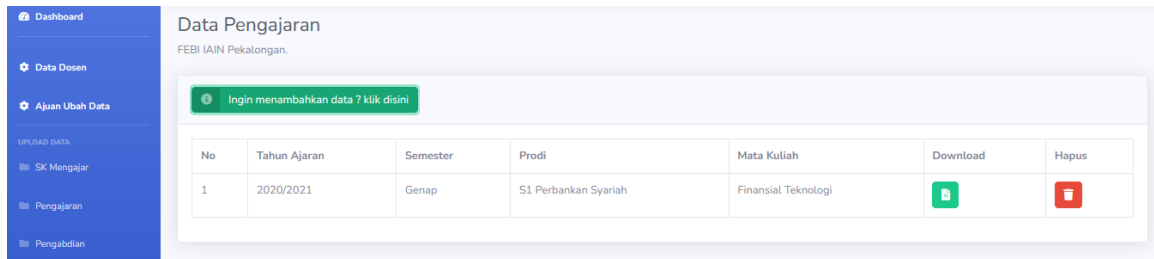 Dashboard
Data Dosen
Ajuan Ubah Data
UPLOAD DATA
SK Mengajar
Pengajaran
Pengabdian
Data Pengajaran
FEBI IAIN Pekalongan.
Ingin menambahkan data ? klik disini
No Tahun Ajaran Semester Prodi Mata Kuliah Download Hapus
1 2020/2021 Genap S1 Perbankan Syariah Finansial Teknologi